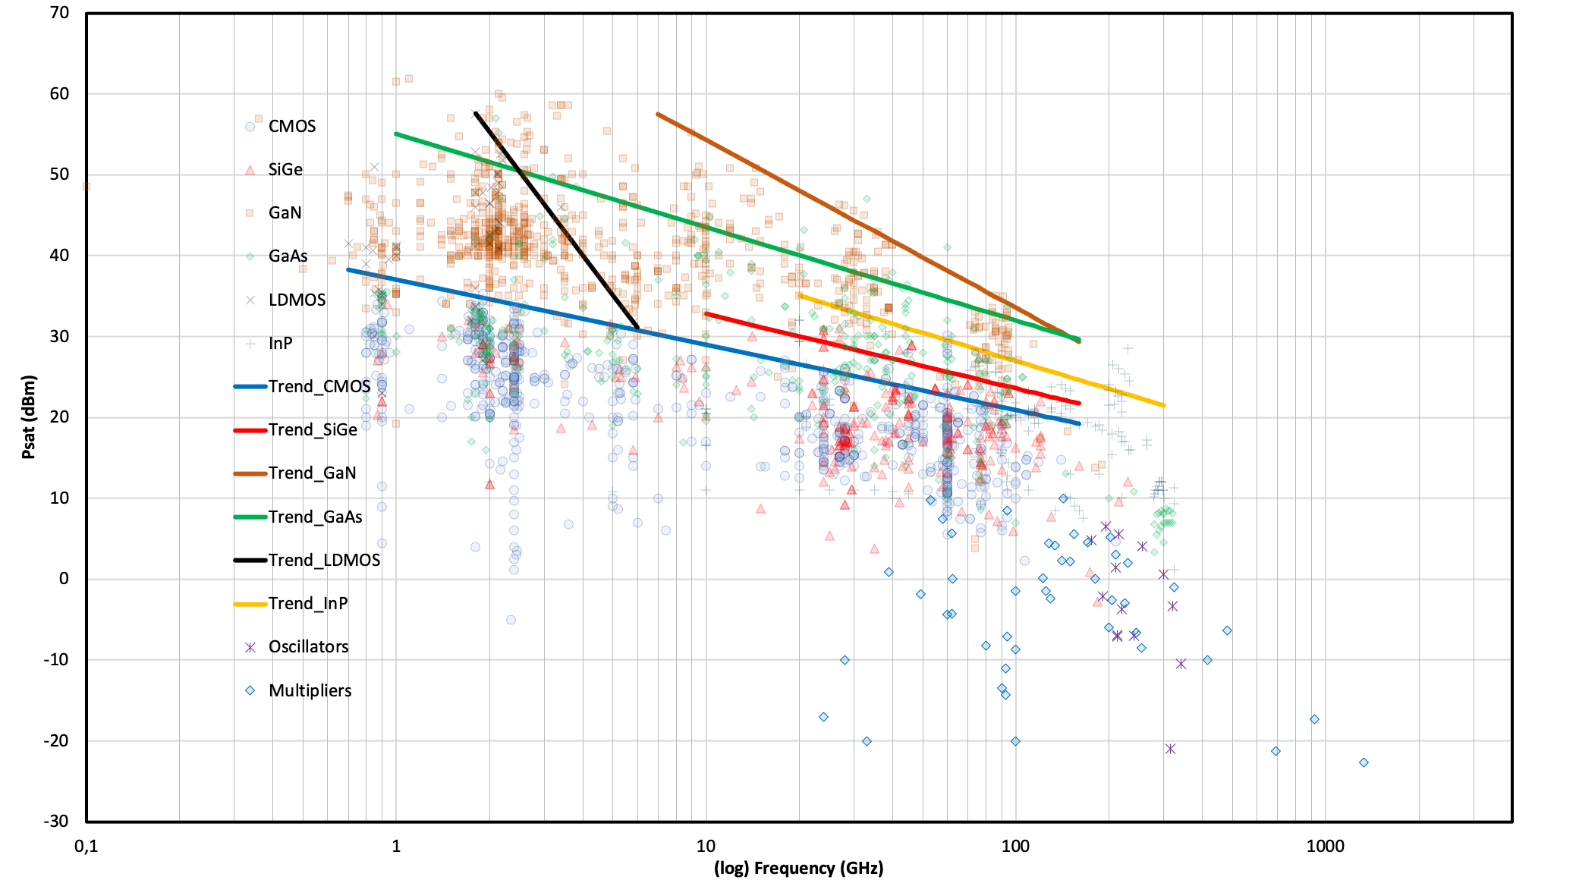 70
60
50
40
30
20
10
0
-10
-20
-30
Psat (dBm)
CMOS
SiGe
GaN
GaAs
LDMOS
InP
Trend_CMOS
Trend_SiGe
Trend_GaN
Trend_GaAs
Trend_LDMOS
Trend_InP
Oscillators
Multipliers
0,1 1 10 100 1000
(log) Frequency (GHz)